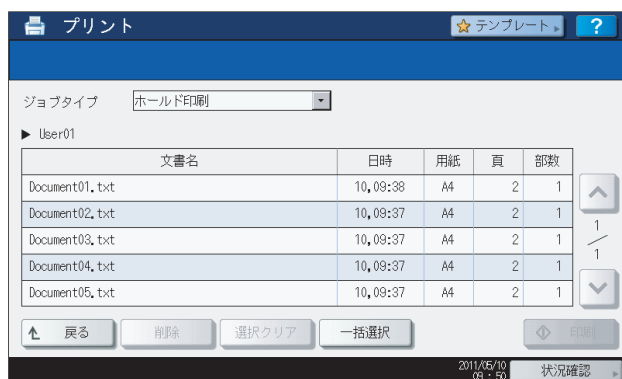 プリント
テンプレート
?
ジョブタイプ ホールド印刷
User01
文書名 日時 用紙 頁 部数
Document01.txt 10,09:38 A4 2 1
Document02.txt 10,09:37 A4 2 1
Document03.txt 10,09:37 A4 2 1
Document04.txt 10,09:37 A4 2 1
Document05.txt 10,09:37 A4 2 1
1
1
戻る 削除 選択クリア 一括選択 印刷
2011/05/10
09:50
状況確認